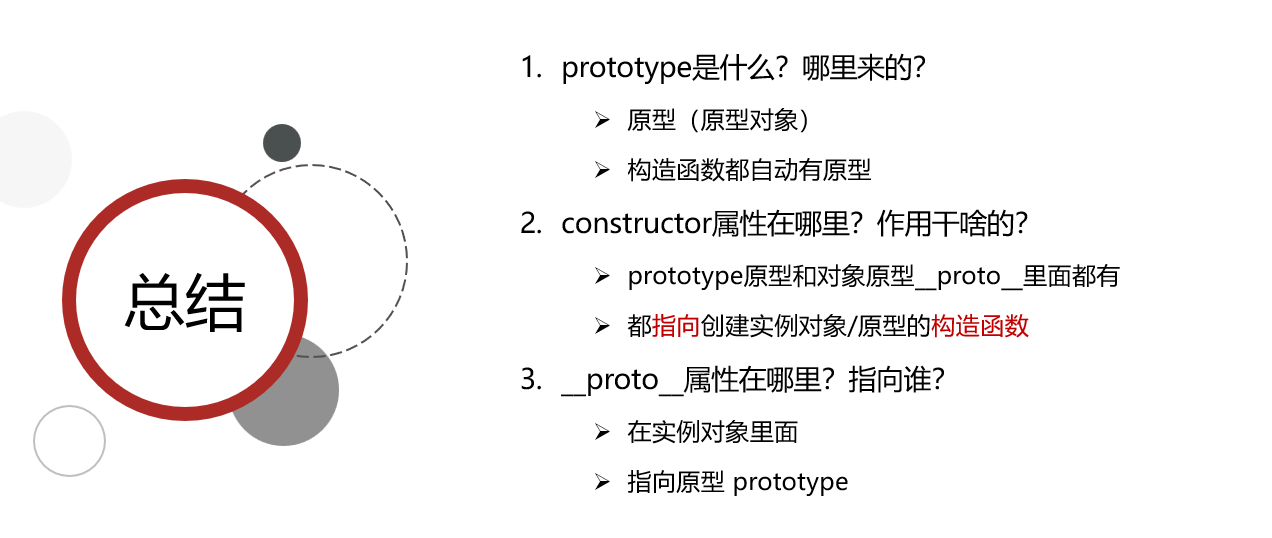 总结
1. prototype是什么？哪里来的？
➢ 原型（原型对象）
➢ 构造函数都自动有原型
2. constructor属性在哪里？作用干啥的？
➢ prototype原型和对象原型__proto__里面都有
➢ 都指向创建实例对象/原型的构造函数
3. __proto__属性在哪里？指向谁？
➢ 在实例对象里面
➢ 指向原型 prototype